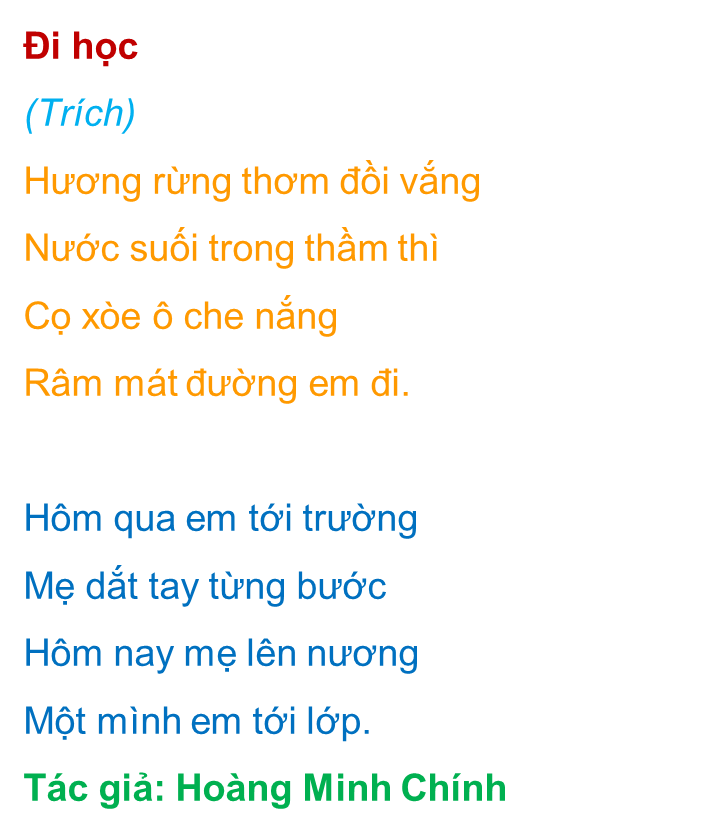 Đi học
(Trích)
Hương rừng thơm đồi vắng
Nước suối trong thầm thì
Cọ xòe ô che nắng
Râm mát đường em đi.
Hôm qua em tới trường
Mẹ dắt tay từng bước
Hôm nay mẹ lên nương
Một mình em tới lớp.
Tác giả: Hoàng Minh Chính